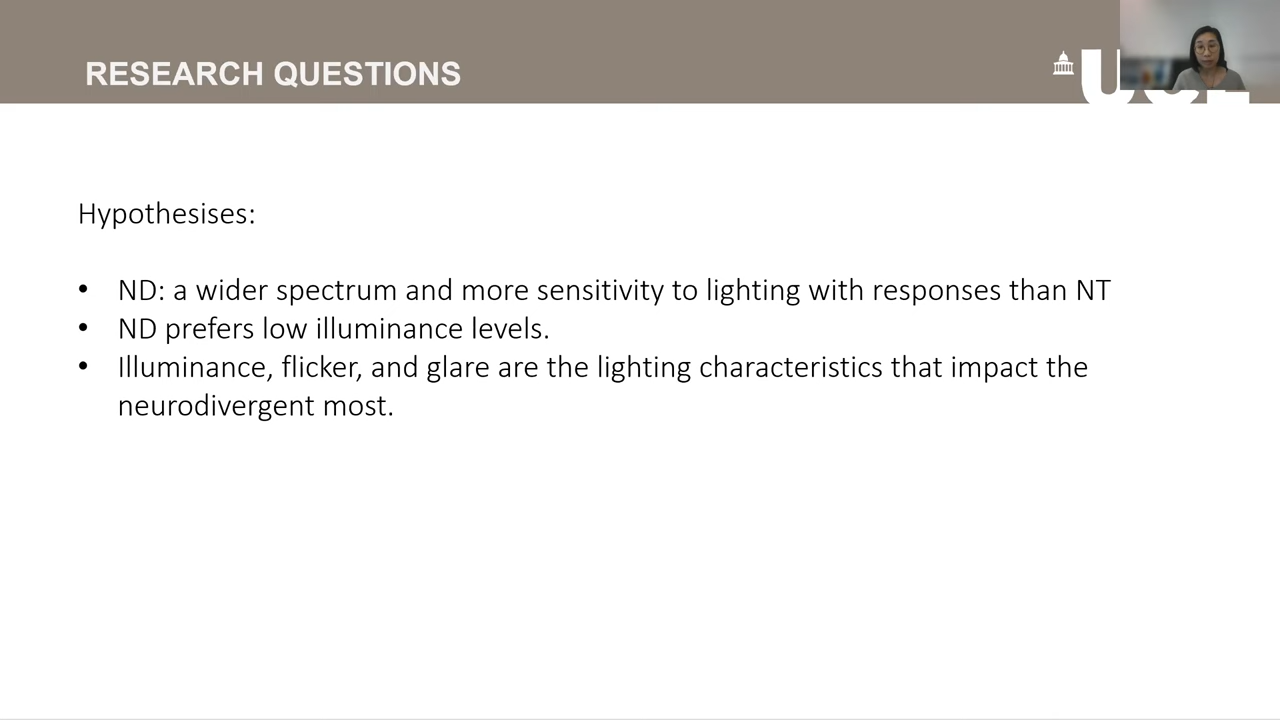 RESEARCH QUESTIONS
Hypothesises:
• ND: a wider spectrum and more sensitivity to lighting with responses than NT
• ND prefers low illuminance levels.
• Illuminance, flicker, and glare are the lighting characteristics that impact the
neurodivergent most.